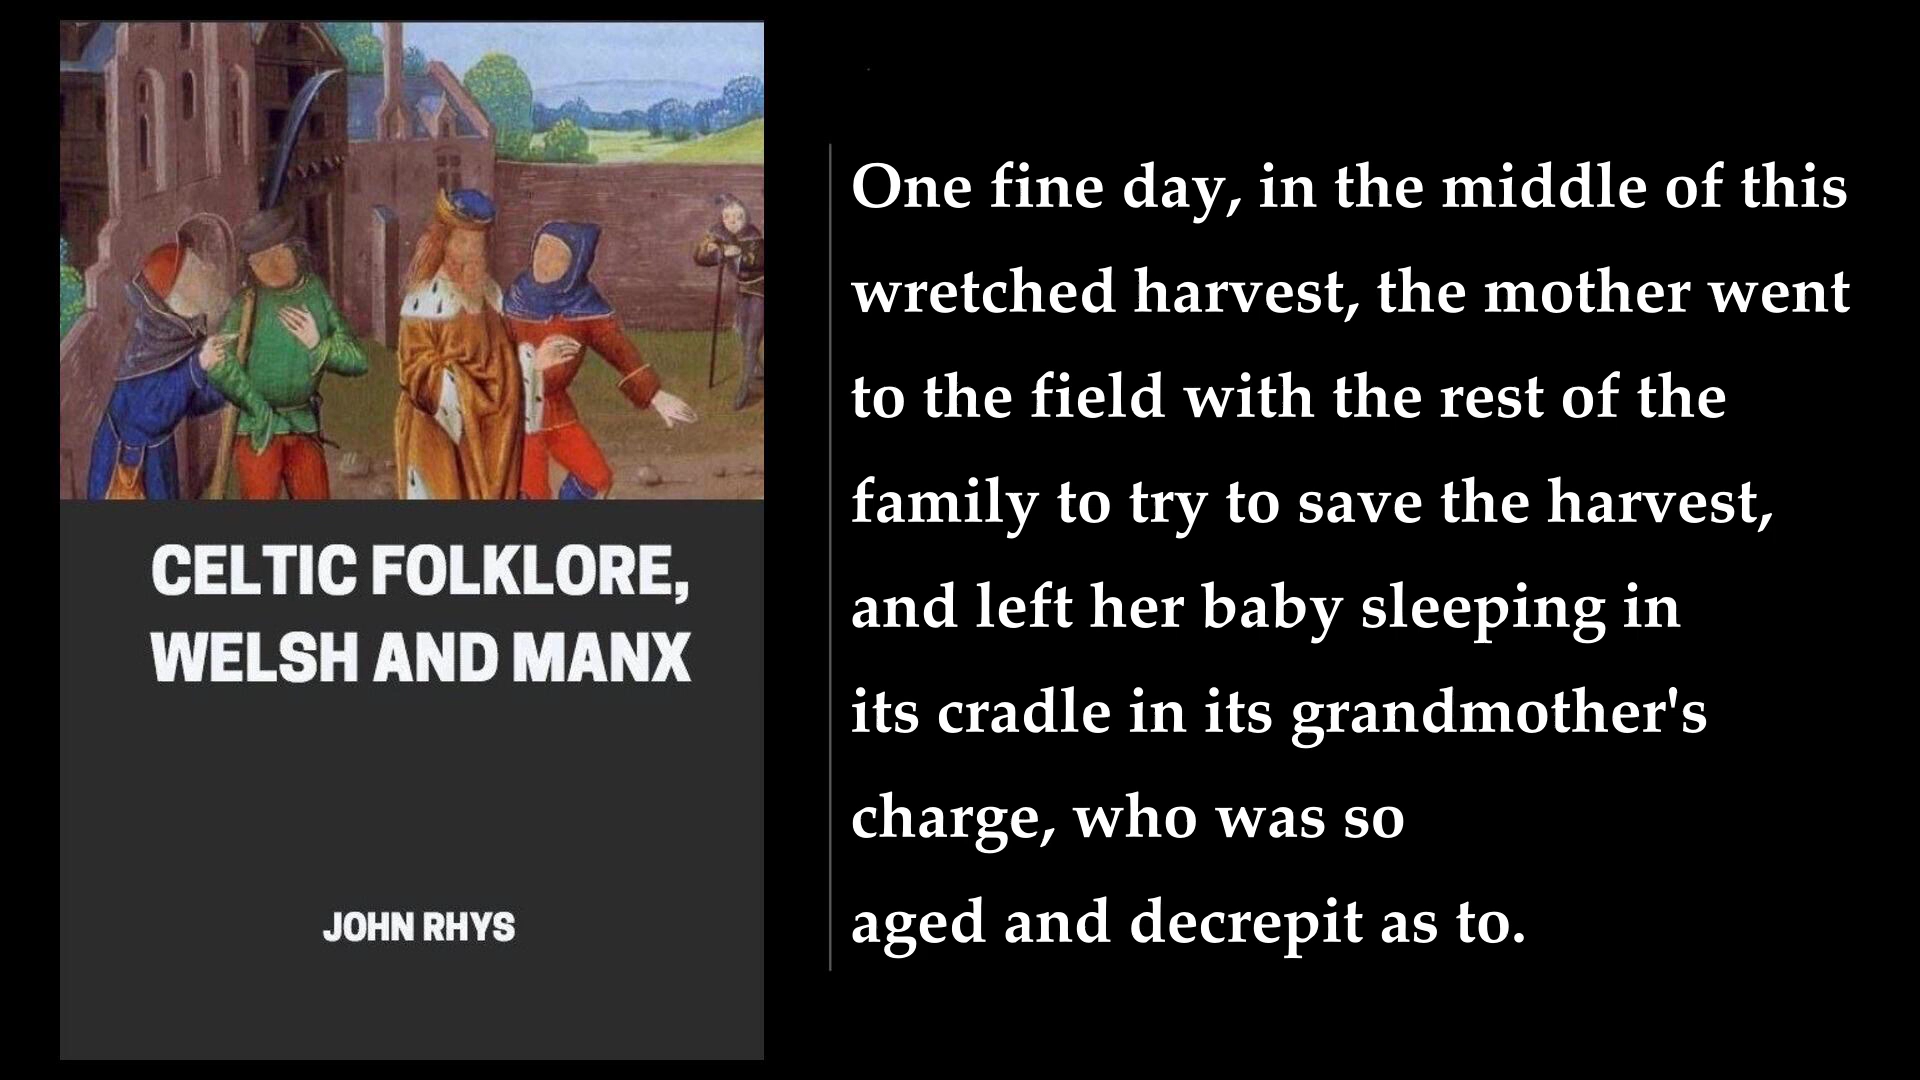 CELTIC FOLKLORE,
WELSH AND MANX
JOHN RHYS
One fine day, in the middle of this
wretched harvest, the mother went
to the field with the rest of the
family to try to save the harvest,
and left her baby sleeping in
its cradle in its grandmother's
charge, who was so
aged and decrepit as to.